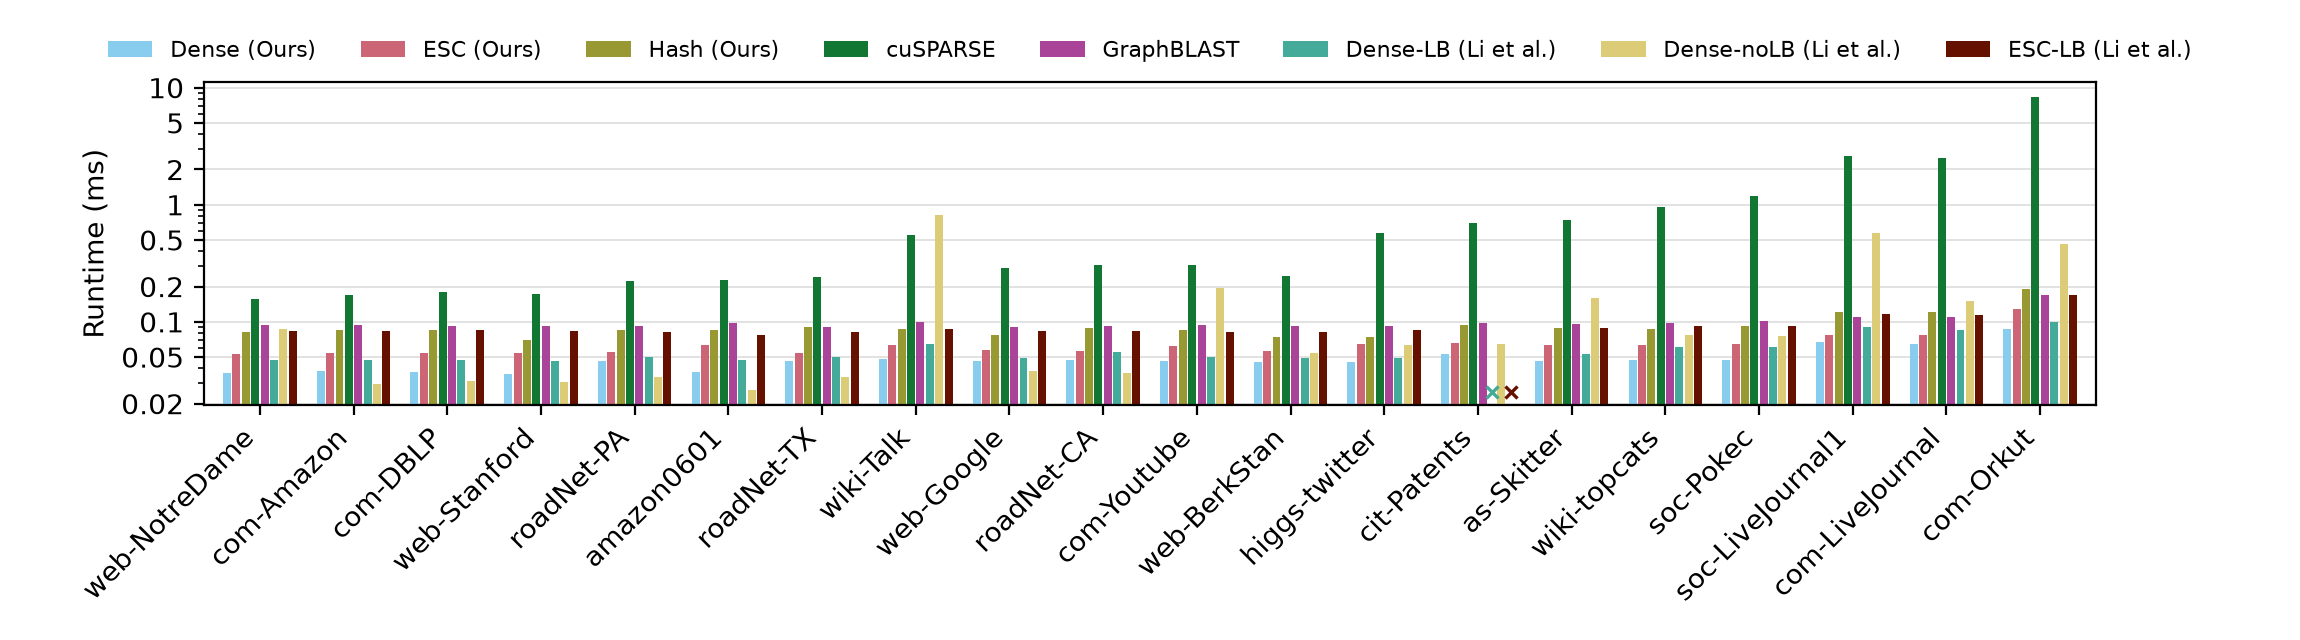 Dense (Ours) ESC (Ours) Hash (Ours) cuSPARSE GraphBLAST Dense-LB (Li et al.) Dense-noLB (Li et al.) ESC-LB (Li et al.)
Runtime (ms)
10
5
2
1
0.5
0.2
0.1
0.05
0.02
web-NotreDame
com-Amazon
com-DBLP
web-Stanford
roadNet-PA
amazon0601
roadNet-TX
wiki-Talk
web-Google
roadNet-CA
com-Youtube
web-BerkStan
higgs-twitter
cit-Patents
as-Skitter
wiki-topcats
soc-Pokec
soc-LiveJournal1
com-LiveJournal
com-Orkut